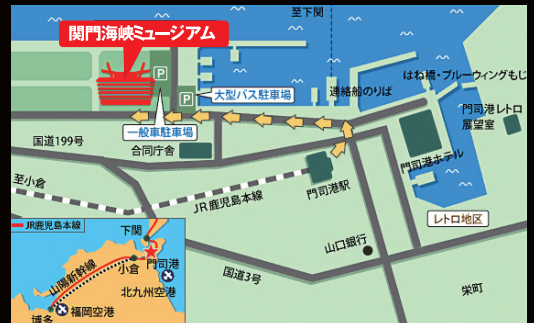 至下関
関門海峡ミュージアム
P
P
大型バス駐車場
連絡船のりば
はね橋・ブルーウィングもじ
門司港レトロ
展望室
一般車駐車場
国道199号
合同庁舎
門司港ホテル
至小倉
門司港駅
JR鹿児島本線
レトロ地区
JR鹿児島本線
下関
山陽新幹線
小倉
門司港
北九州空港
福岡空港
博多
国道3号
山口銀行
栄町